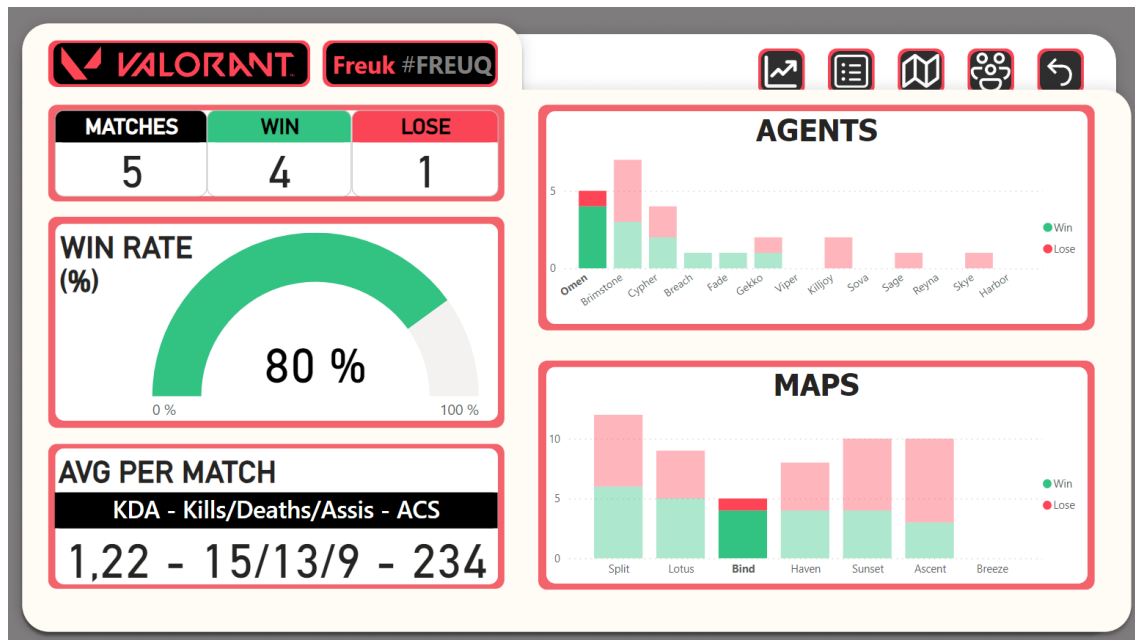 VALORANT
Freuk #FREUQ
MATCHES WIN LOSE
5 4 1
WIN RATE
(%)
80 %
0 % 100 %
AVG PER MATCH
KDA - Kills/Deaths/Assis - ACS
1,22 - 15/13/9 - 234
AGENTS
5
0
Win
Lose
Omen Brimstone Cypher Breach Fade Gekko Viper Killjoy Sova Sage Reyna Skye Harbor
MAPS
10
5
0
Win
Lose
Split Lotus Bind Haven Sunset Ascent Breeze